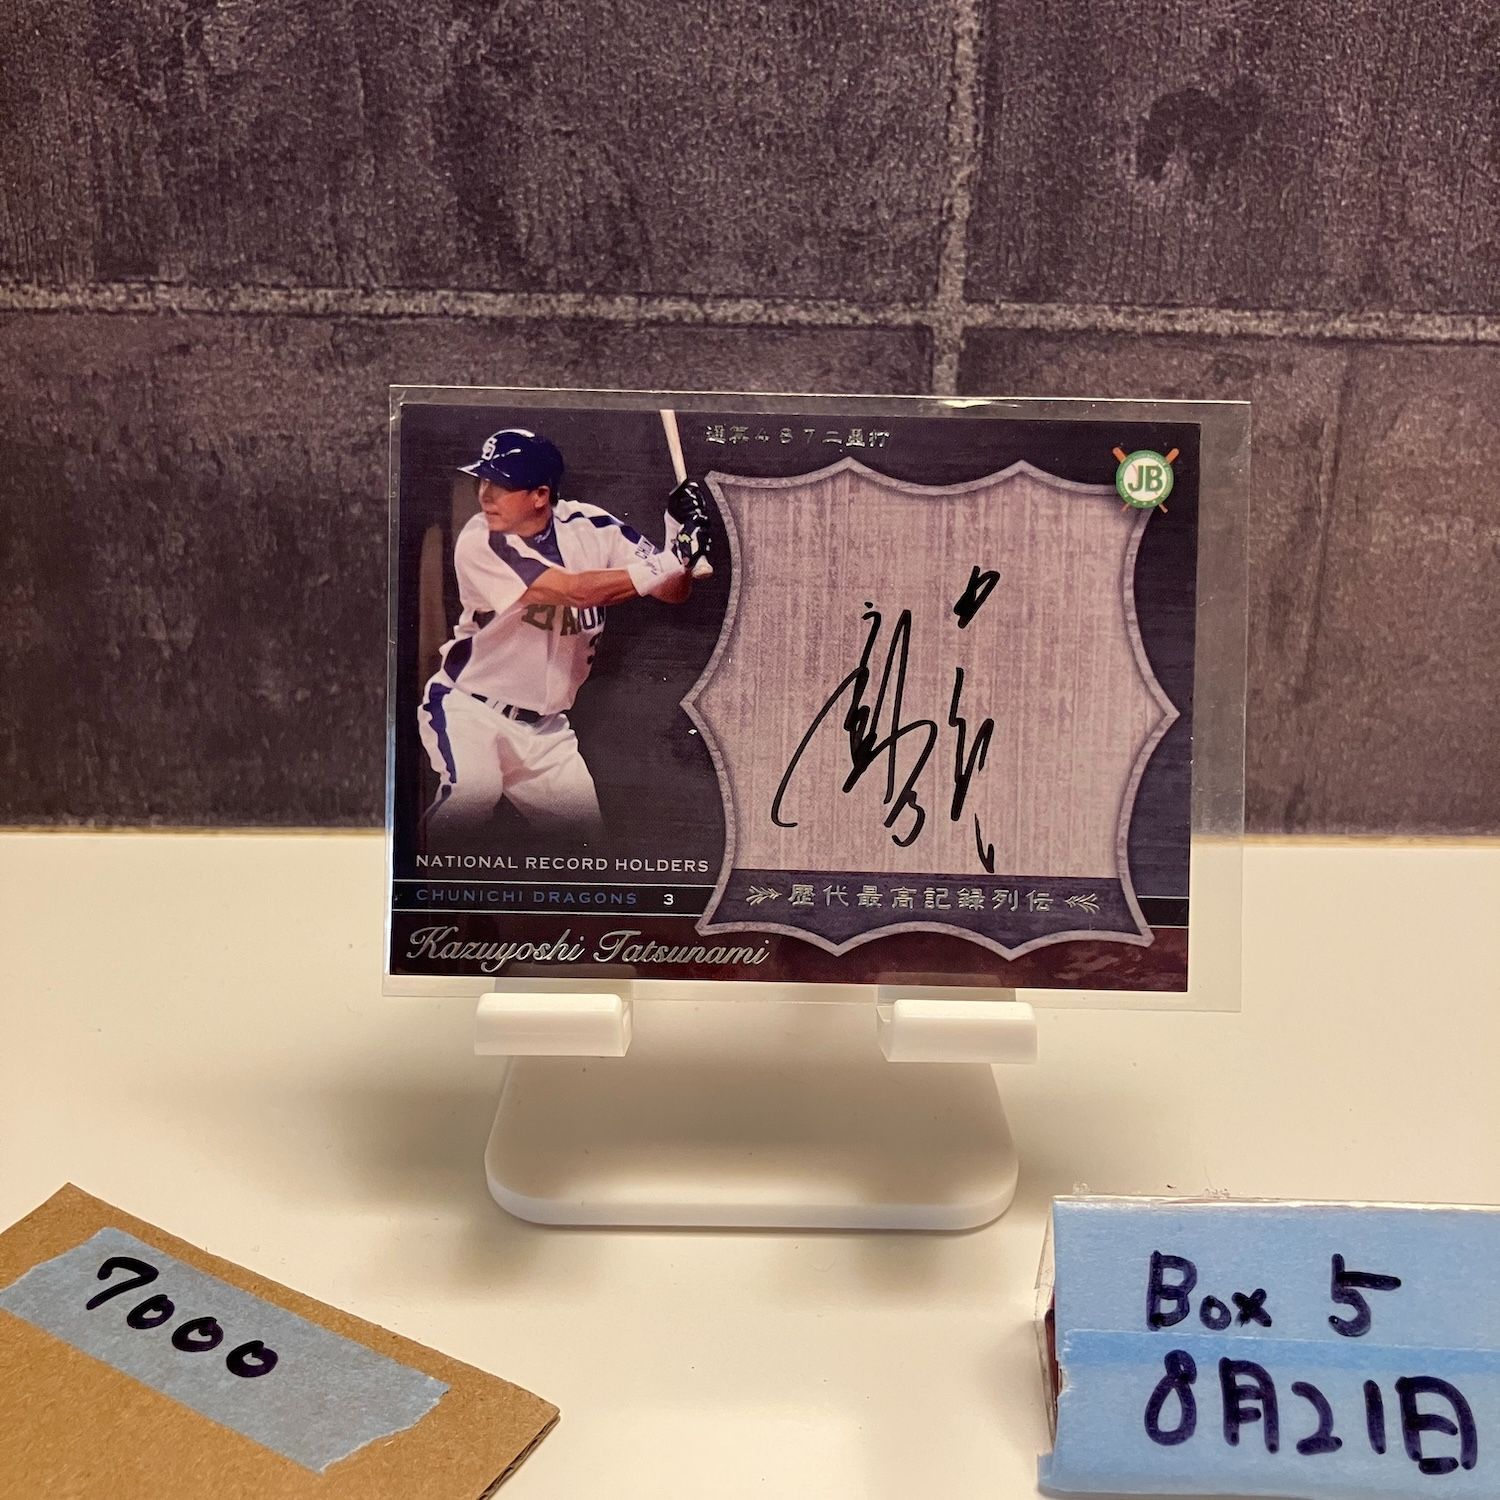 通算487二塁打
JB
NATIONAL RECORD HOLDERS
CHUNICHI DRAGONS 3
歴代最高記録列伝
Kazuyoshi Tatsunami
7000
Box 5
8月21日